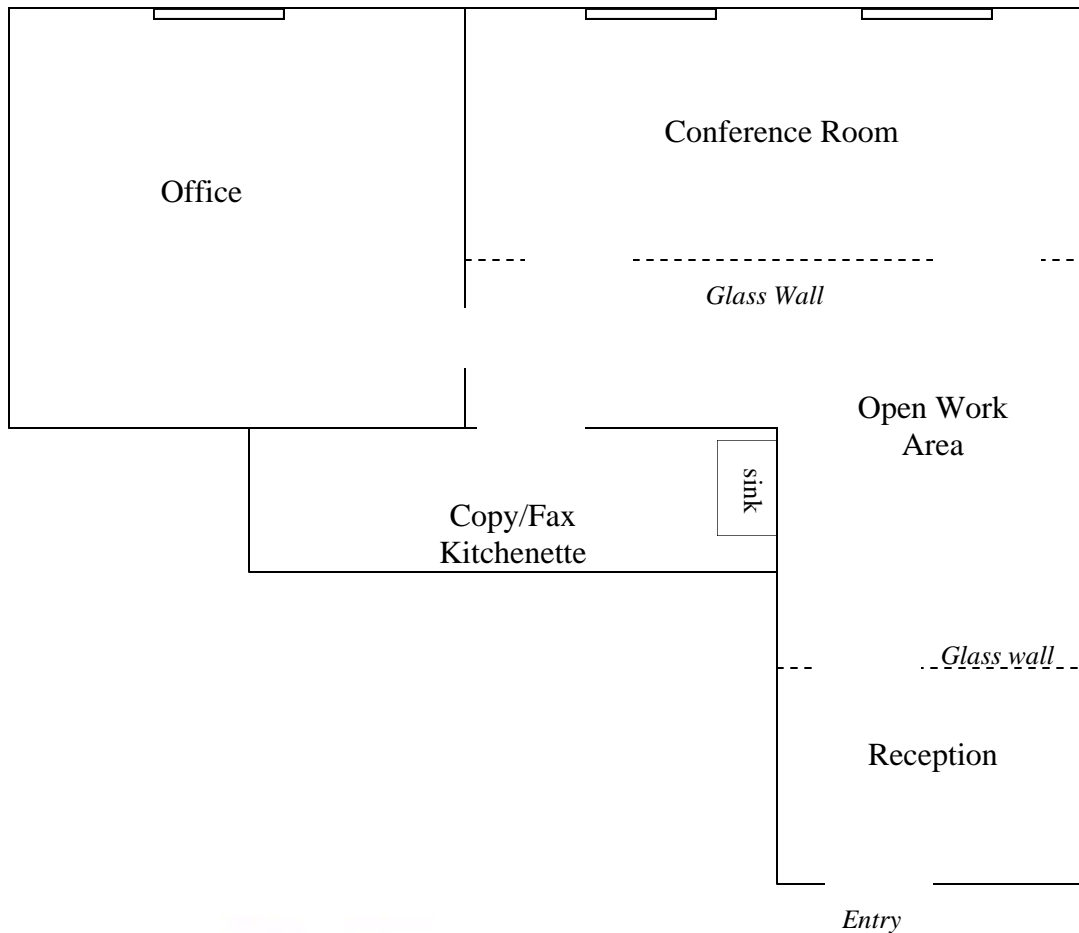 Conference Room
Office
Glass Wall
Open Work
Area
sink
Copy/Fax
Kitchenette
Glass wall
Reception
Entry